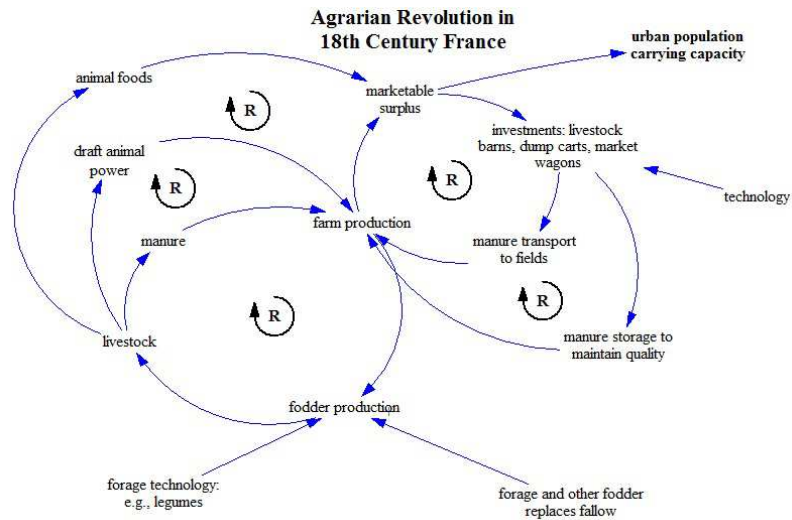 Agrarian Revolution in
18th Century France
urban population
carrying capacity
animal foods
marketable
surplus
R
investments: livestock
barns, dump carts, market
wagons
draft animal
power
R
R
technology
farm production
manure
manure transport
to fields
R
R
livestock
manure storage to
maintain quality
fodder production
forage technology:
e.g., legumes
forage and other fodder
replaces fallow